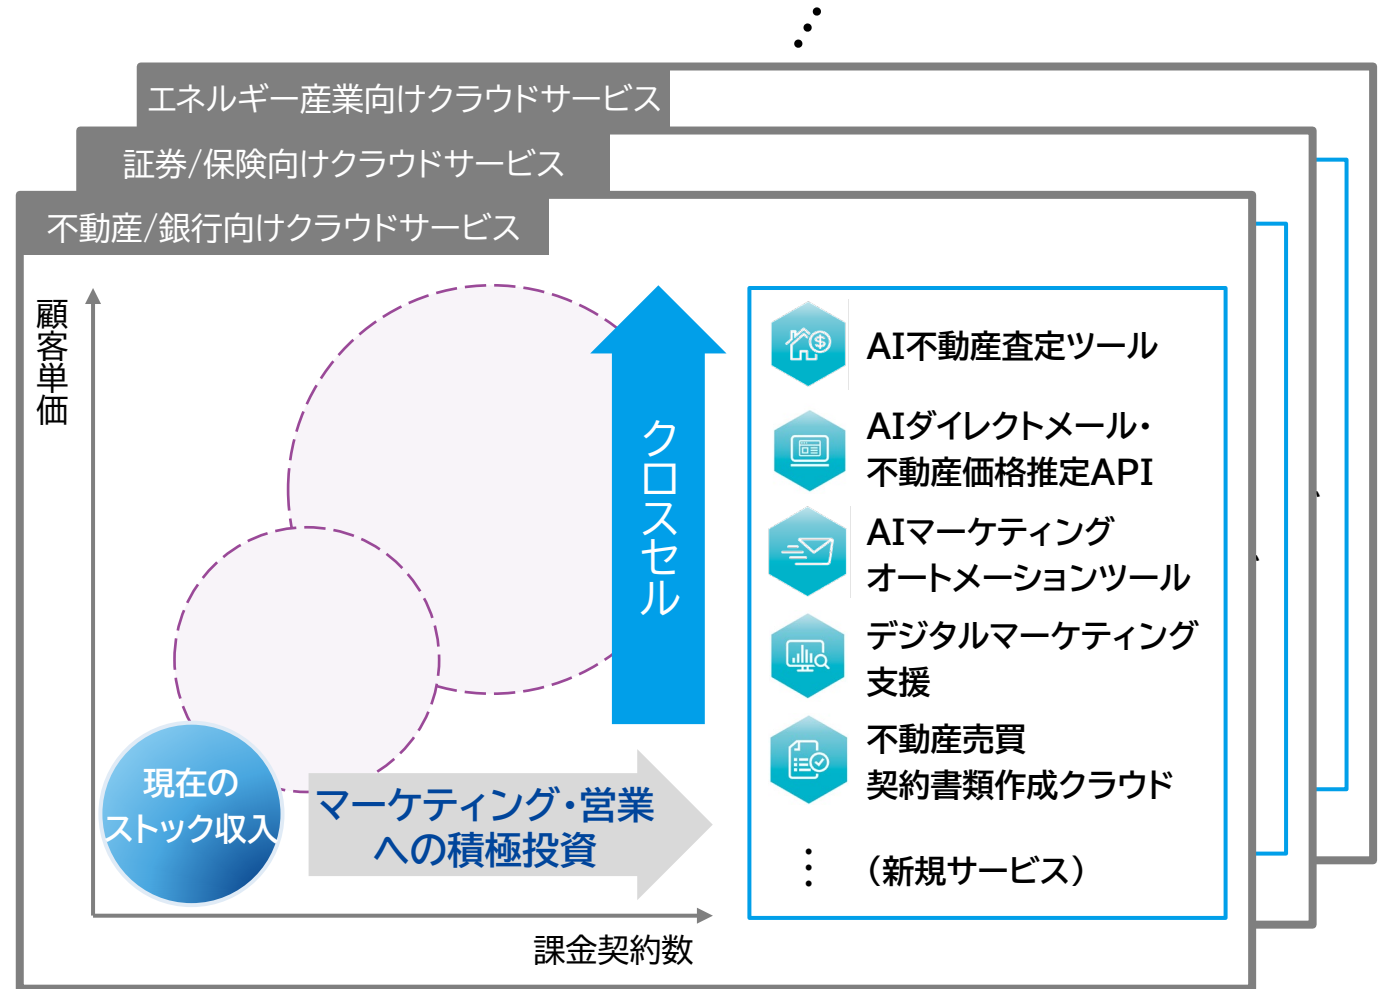 エネルギー産業向けクラウドサービス
証券/保険向けクラウドサービス
不動産/銀行向けクラウドサービス
顧客単価
クロスセル
現在の
ストック収入
マーケティング・営業
への積極投資
課金契約数
AI不動産査定ツール
AIダイレクトメール・
不動産価格推定API
AIマーケティング
オートメーションツール
デジタルマーケティング
支援
不動産売買
契約書類作成クラウド
（新規サービス）